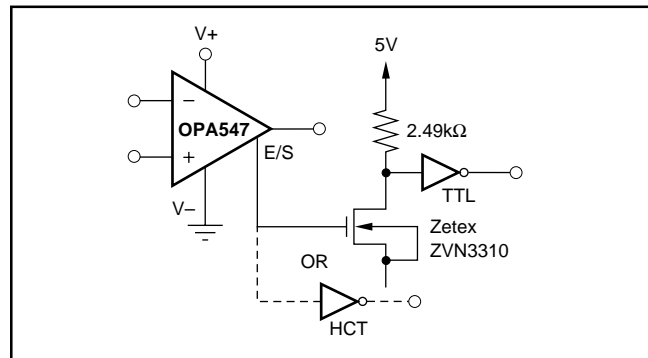 V+
5V
−
OPA547
2.49kΩ
+
E/S
TTL
V−
Zetex
ZVN3310
OR
HCT